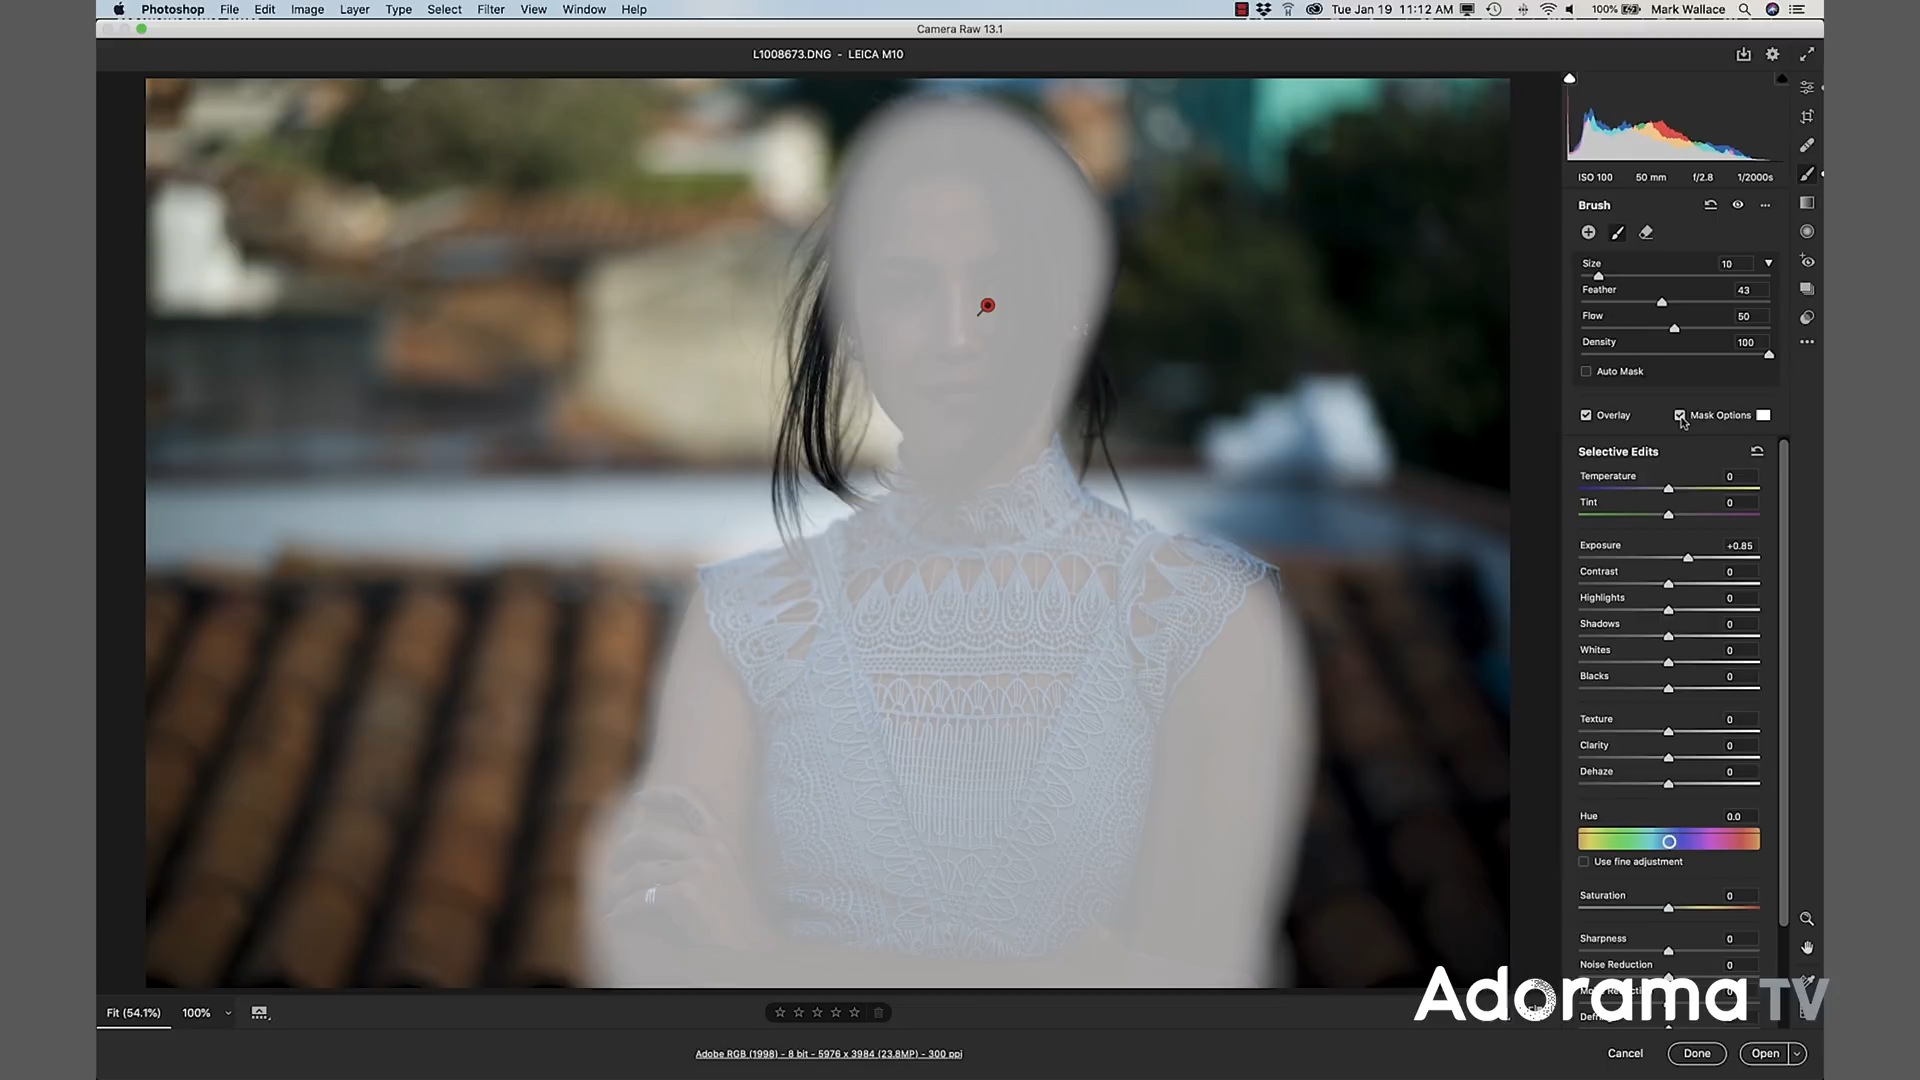 Photoshop File Edit Image Layer Type Select Filter View Window Help Tue Jan 19 11:12 AM 100% Mark Wallace
Camera Raw 13.1
L1008673.DNG - LEICA M10
ISO 100 50 mm f/2.8 1/2000s
Brush
Size 10
Feather 43
Flow 50
Density 100
Auto Mask
Overlay Mask Options
Selective Edits
Temperature 0
Tint 0
Exposure +0.85
Contrast 0
Highlights 0
Shadows 0
Whites 0
Blacks 0
Texture 0
Clarity 0
Dehaze 0
Hue 0.0
Use fine adjustment
Saturation 0
Sharpness 0
Noise Reduction 0
Adorama TV
Fit (54.1%) 100%
Adobe RGB (1998) - 8 bit - 5976 x 3984 (23.8MP) - 300 ppi
Cancel Done Open